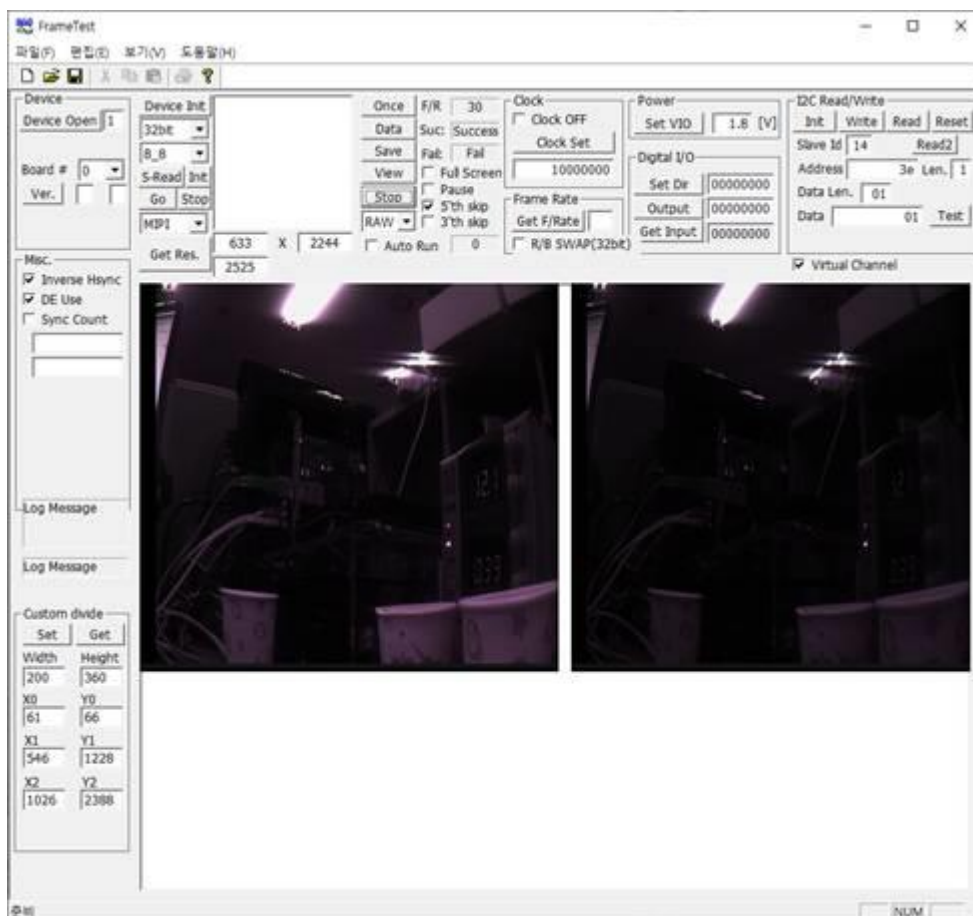 FrameTest
파일(F) 편집(E) 보기(V) 도움말(H)
Device
Device Open 1
Board # 0
Ver.
Device Init
32bit
8_8
S-Read Init
Go Stop
MIPI
Get Res.
633 X 2244
2525
Once F/R 30
Data Suc: Success
Save Fail: Fail
View Full Screen
Pause
Stop 5'th skip
RAW 3'th skip
Auto Run 0
Clock
Clock OFF
Clock Set
10000000
Frame Rate
Get F/Rate
R/B SWAP(32bit)
Power
Set VIO 1.8 [V]
Digital I/O
Set Dir 00000000
Output 00000000
Get Input 00000000
I2C Read/Write
Init Write Read Reset
Slave Id 14 Read2
Address 3e Len. 1
Data Len. 01
Data 01 Test
Virtual Channel
Misc.
Inverse Hsync
DE Use
Sync Count
Log Message
Log Message
Custom divide
Set Get
Width Height
200 360
X0 Y0
61 66
X1 Y1
546 1228
X2 Y2
1026 2388
준비
NUM